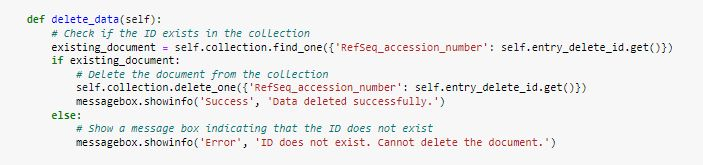 def delete_data(self):
    # Check if the ID exists in the collection
    existing_document = self.collection.find_one({'RefSeq_accession_number': self.entry_delete_id.get()})
    if existing_document:
        # Delete the document from the collection
        self.collection.delete_one({'RefSeq_accession_number': self.entry_delete_id.get()})
        messagebox.showinfo('Success', 'Data deleted successfully.')
    else:
        # Show a message box indicating that the ID does not exist
        messagebox.showinfo('Error', 'ID does not exist. Cannot delete the document.')